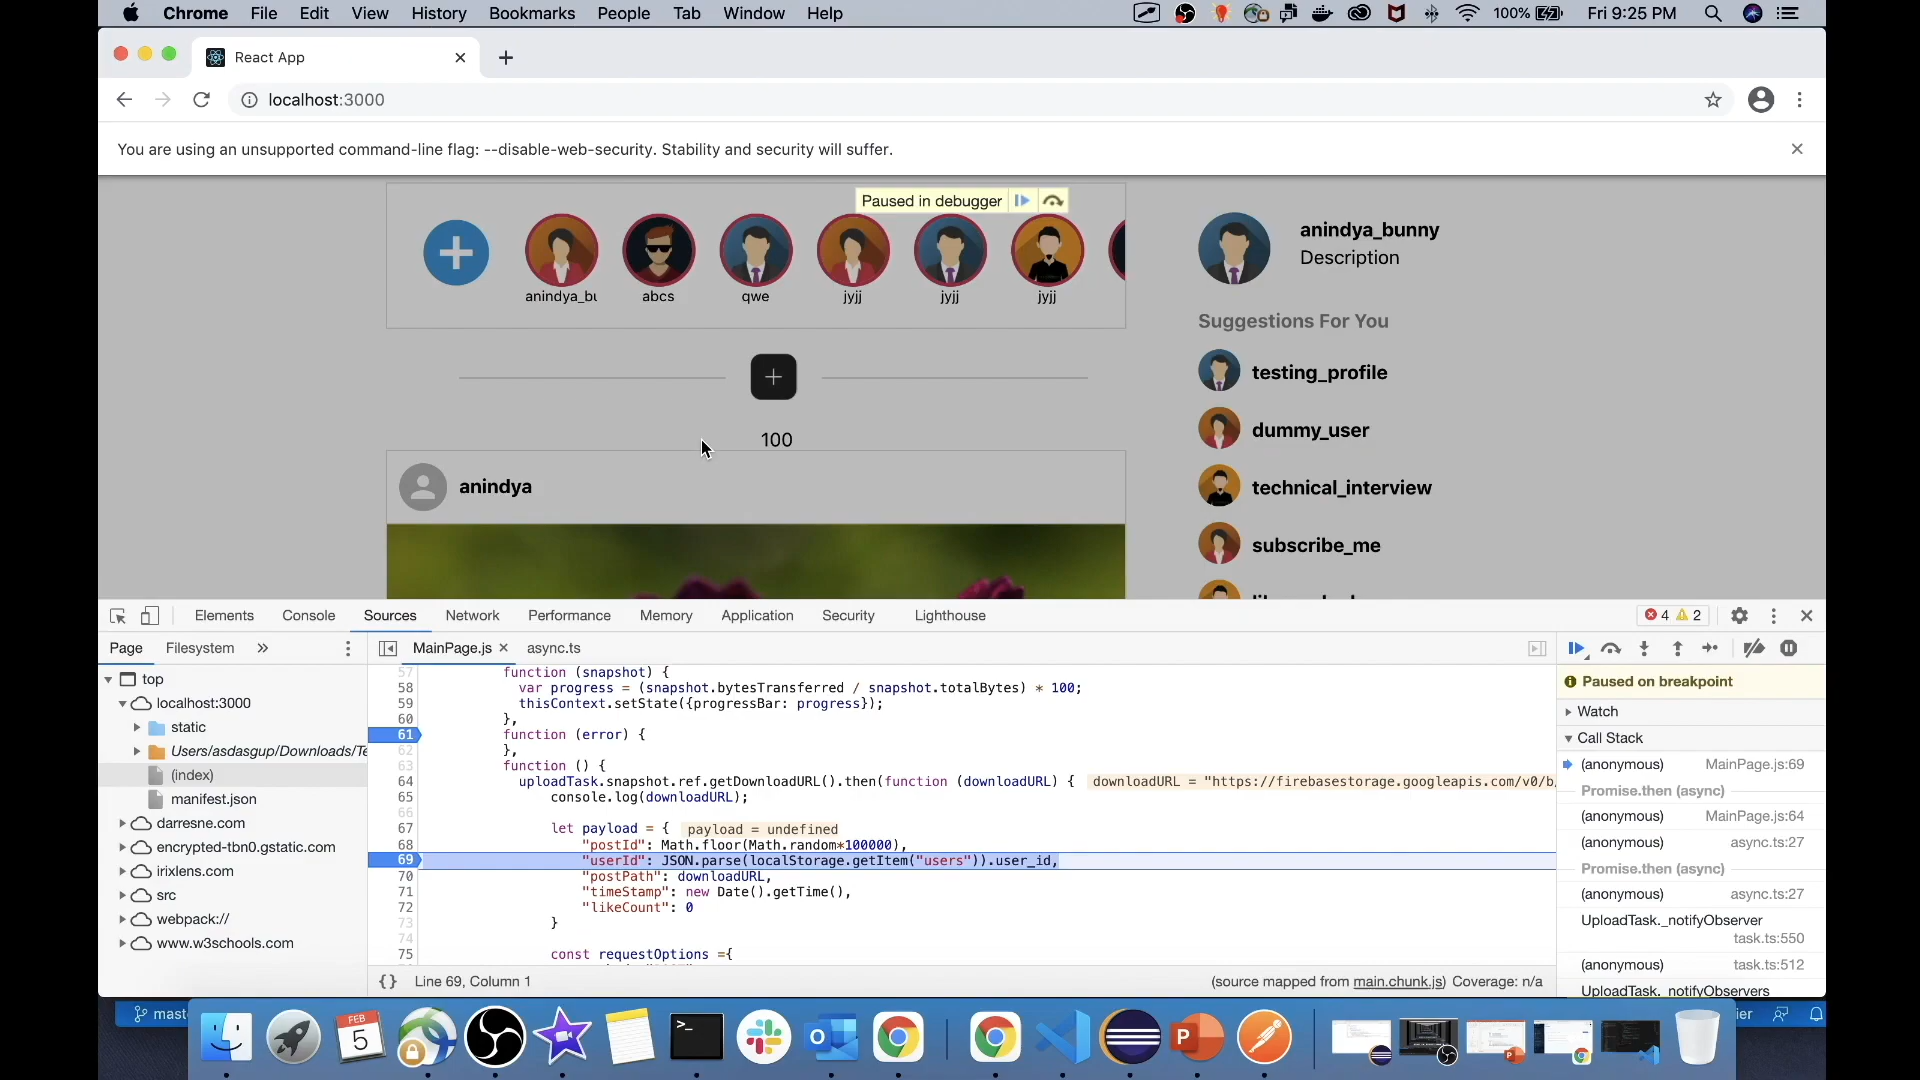 Chrome File Edit View History Bookmarks People Tab Window Help 100% Fri 9:25 PM
React App
localhost:3000
You are using an unsupported command-line flag: --disable-web-security. Stability and security will suffer.
Paused in debugger
anindya_bu abcs qwe jyjj jyjj jyjj
anindya_bunny
Description
Suggestions For You
testing_profile
dummy_user
technical_interview
subscribe_me
100
anindya
Elements Console Sources Network Performance Memory Application Security Lighthouse 4 2
Page Filesystem
MainPage.js async.ts
top
localhost:3000
static
Users/asdasgup/Downloads/Te
(index)
manifest.json
darresne.com
encrypted-tbn0.gstatic.com
irixlens.com
src
webpack://
www.w3schools.com
57 function (snapshot) {
58 var progress = (snapshot.bytesTransferred / snapshot.totalBytes) * 100;
59 thisContext.setState({progressBar: progress});
60 },
61 function (error) {
62 },
63 function () {
64 uploadTask.snapshot.ref.getDownloadURL().then(function (downloadURL) { downloadURL = "https://firebasestorage.googleapis.com/v0/b/
65 console.log(downloadURL);
66
67 let payload = { payload = undefined
68 "postId": Math.floor(Math.random*100000),
69 "userId": JSON.parse(localStorage.getItem("users")).user_id,
70 "postPath": downloadURL,
71 "timeStamp": new Date().getTime(),
72 "likeCount": 0
73 }
74
75 const requestOptions ={
{} Line 69, Column 1 (source mapped from main.chunk.js) Coverage: n/a
Paused on breakpoint
Watch
Call Stack
(anonymous) MainPage.js:69
Promise.then (async)
(anonymous) MainPage.js:64
(anonymous) async.ts:27
Promise.then (async)
(anonymous) async.ts:27
UploadTask._notifyObserver
task.ts:550
(anonymous) task.ts:512
UploadTask._notifyObservers
mast
FEB
5